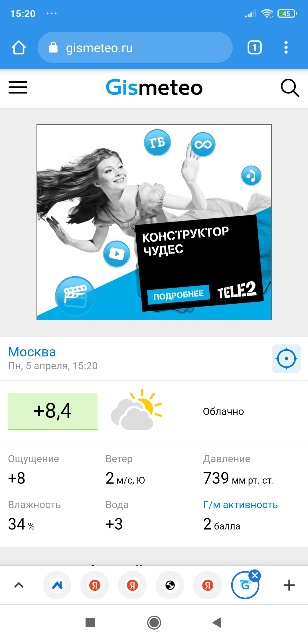 15:20 ...
45
gismeteo.ru
1
Gismeteo
ГБ
КОНСТРУКТОР
ЧУДЕС
ПОДРОБНЕЕ
TELE2
Москва
Пн, 5 апреля, 15:20
+8,4
Облачно
Ощущение Ветер Давление
+8 2 м/с, Ю 739 мм рт. ст.
Влажность Вода Г/м активность
34 % +3 2 балла
Я Я Я G